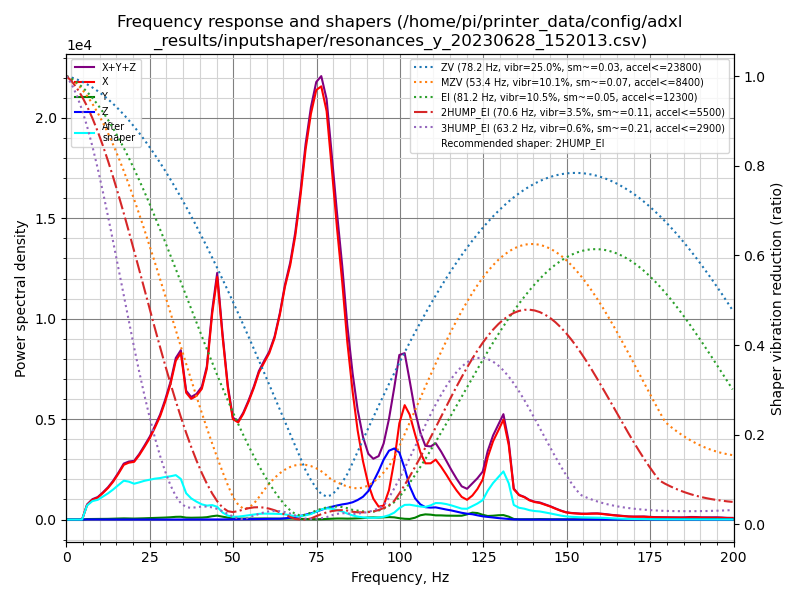 Frequency response and shapers (/home/pi/printer_data/config/adxl
_results/inputshaper/resonances_y_20230628_152013.csv)
1e4
X+Y+Z
X
Y
Z
After
shaper
ZV (78.2 Hz, vibr=25.0%, sm~=0.03, accel<=23800)
MZV (53.4 Hz, vibr=10.1%, sm~=0.07, accel<=8400)
EI (81.2 Hz, vibr=10.5%, sm~=0.05, accel<=12300)
2HUMP_EI (70.6 Hz, vibr=3.5%, sm~=0.11, accel<=5500)
3HUMP_EI (63.2 Hz, vibr=0.6%, sm~=0.21, accel<=2900)
Recommended shaper: 2HUMP_EI
Power spectral density
2.0
1.5
1.0
0.5
0.0
1.0
0.8
0.6
0.4
0.2
0.0
Shaper vibration reduction (ratio)
0 25 50 75 100 125 150 175 200
Frequency, Hz